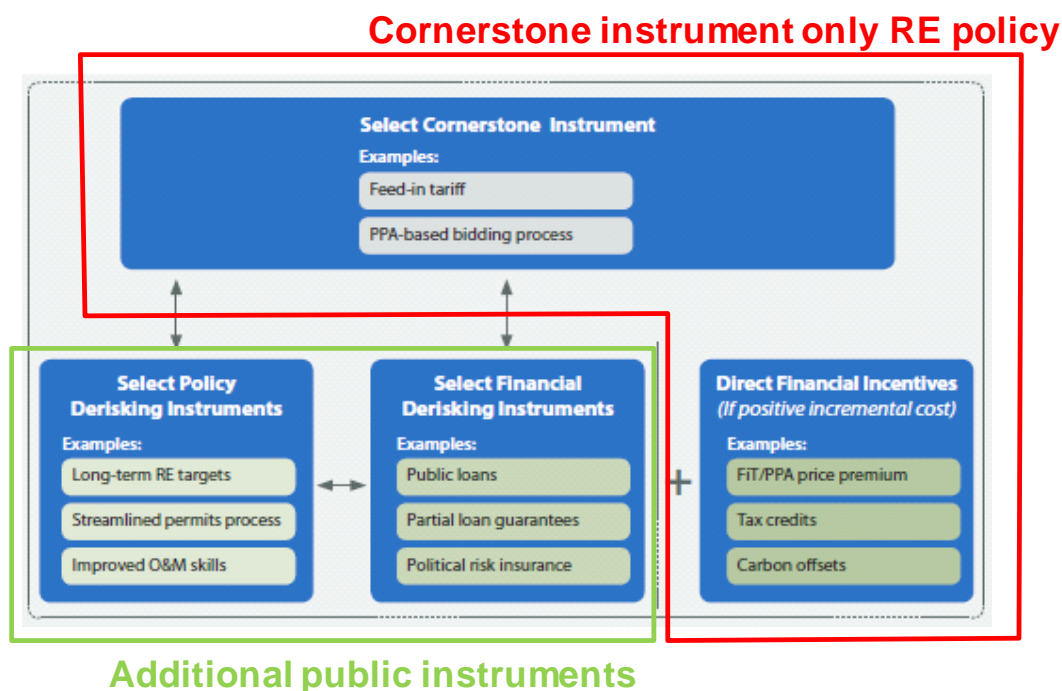 Cornerstone instrument only RE policy
Select Cornerstone Instrument
Examples:
Feed-in tariff
PPA-based bidding process
Select Policy
Derisking Instruments
Examples:
Long-term RE targets
Streamlined permits process
Improved O&M skills
Select Financial
Derisking Instruments
Examples:
Public loans
Partial loan guarantees
Political risk insurance
+
Direct Financial Incentives
(If positive incremental cost)
Examples:
FiT/PPA price premium
Tax credits
Carbon offsets
Additional public instruments